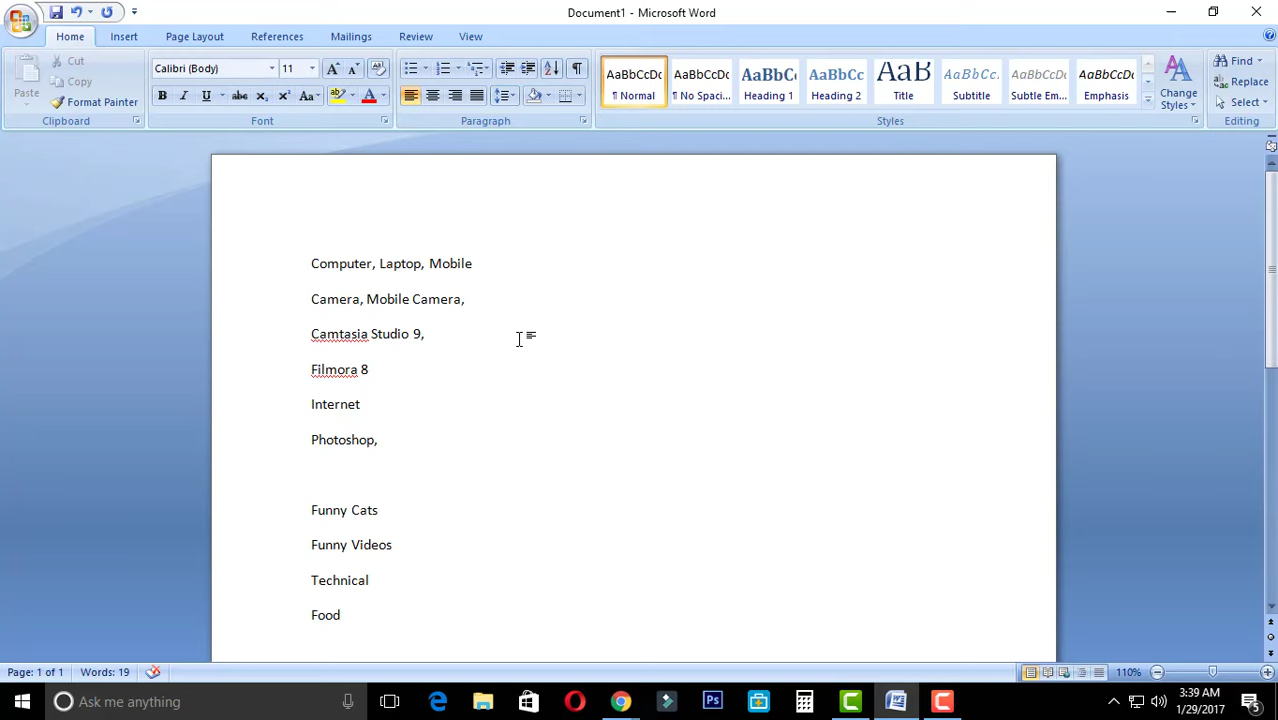 Document1 - Microsoft Word
Home Insert Page Layout References Mailings Review View
Paste
Cut
Copy
Format Painter
Clipboard
Calibri (Body) 11
Font
Paragraph
AaBbCcDc AaBbCcDc AaBbC AaBbCc AaB AaBbCc. AaBbCcDc AaBbCcDc
¶ Normal ¶ No Spaci... Heading 1 Heading 2 Title Subtitle Subtle Em... Emphasis
Change
Styles
Styles
Find
Replace
Select
Editing
Computer, Laptop, Mobile
Camera, Mobile Camera,
Camtasia Studio 9,
Filmora 8
Internet
Photoshop,
Funny Cats
Funny Videos
Technical
Food
Page: 1 of 1 Words: 19 110%
Ask me anything
Ps
3:39 AM
1/29/2017
5